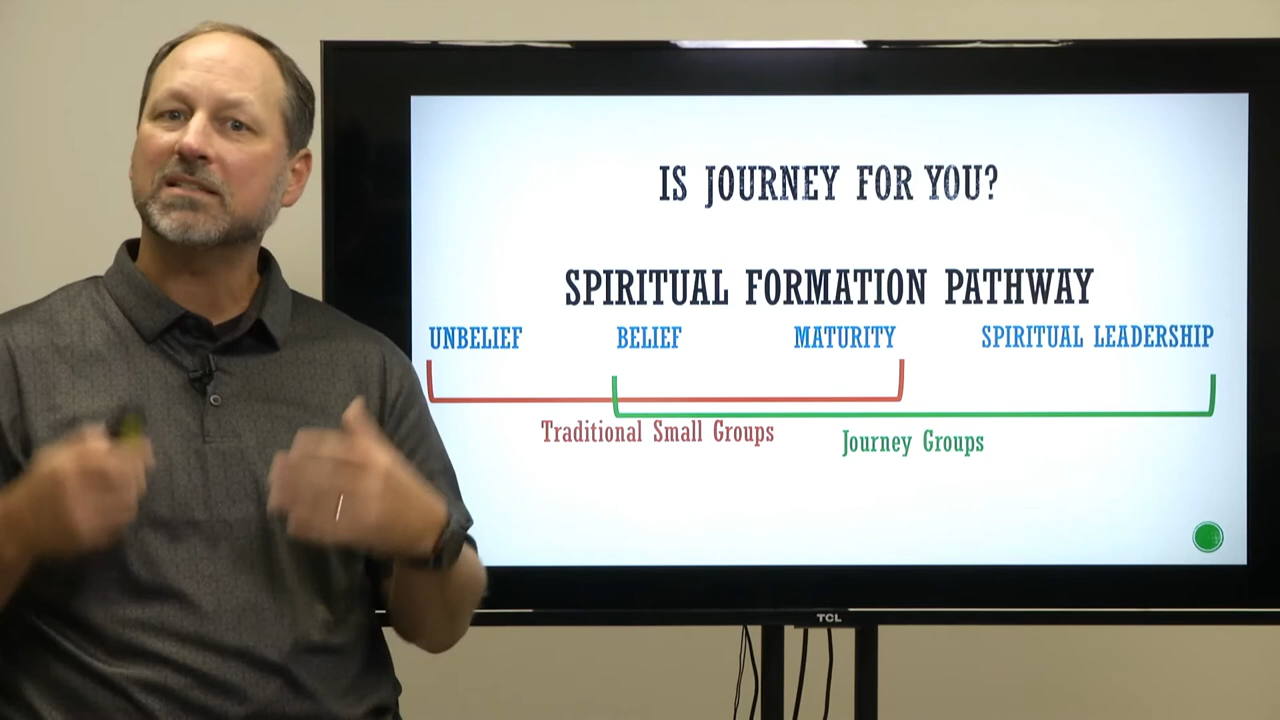 IS JOURNEY FOR YOU?
SPIRITUAL FORMATION PATHWAY
UNBELIEF BELIEF MATURITY SPIRITUAL LEADERSHIP
Traditional Small Groups
Journey Groups
TCL